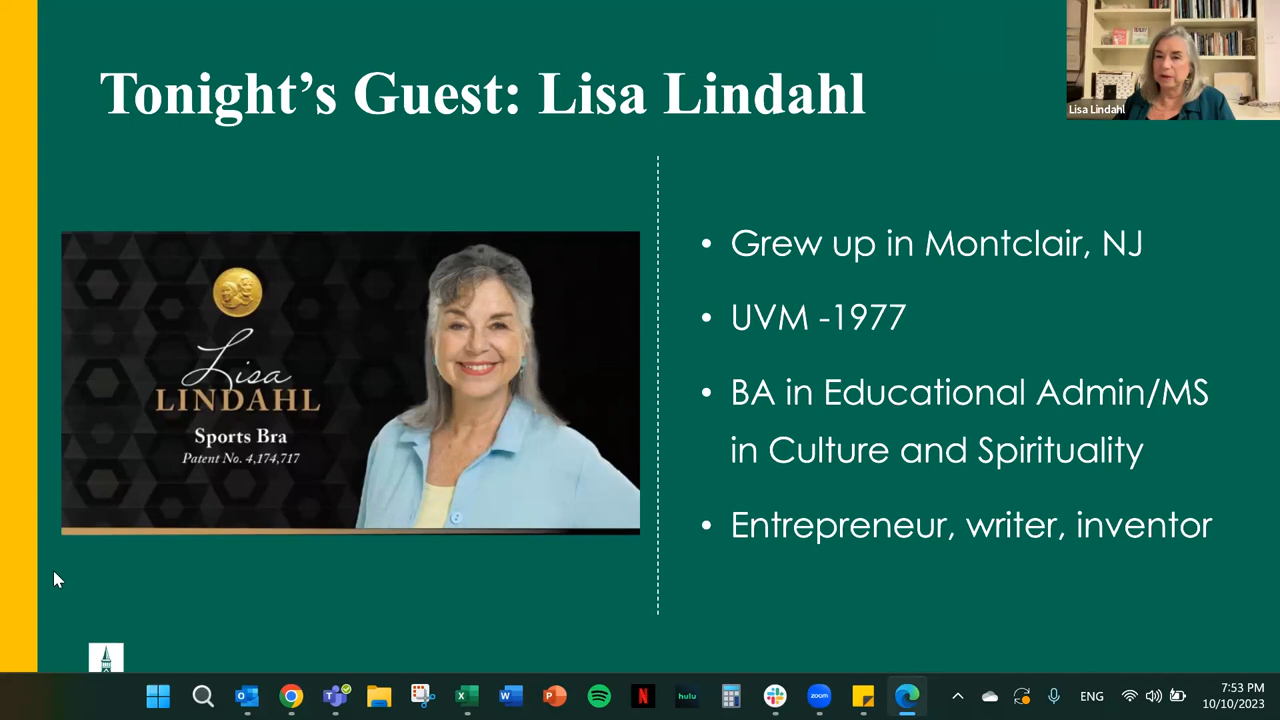 Tonight's Guest: Lisa Lindahl
Lisa Lindahl
Lisa
LINDAHL
Sports Bra
Patent No. 4,174,717
• Grew up in Montclair, NJ
• UVM -1977
• BA in Educational Admin/MS
in Culture and Spirituality
• Entrepreneur, writer, inventor
hulu
zoom
ENG
7:53 PM
10/10/2023